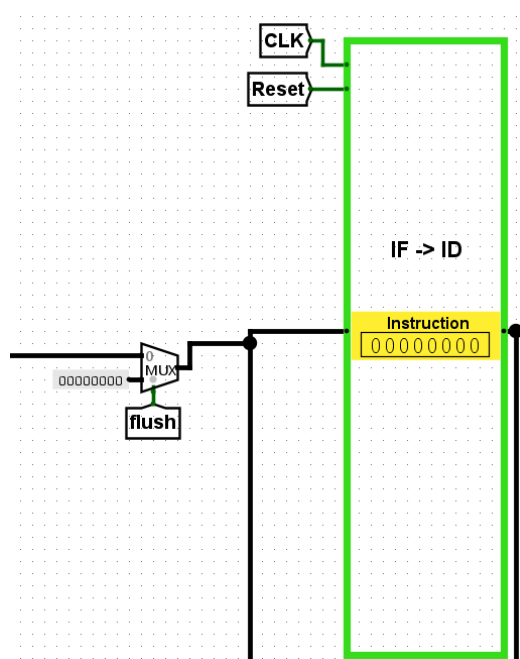 CLK
Reset
IF -> ID
Instruction
00000000
0
MUX
00000000
flush